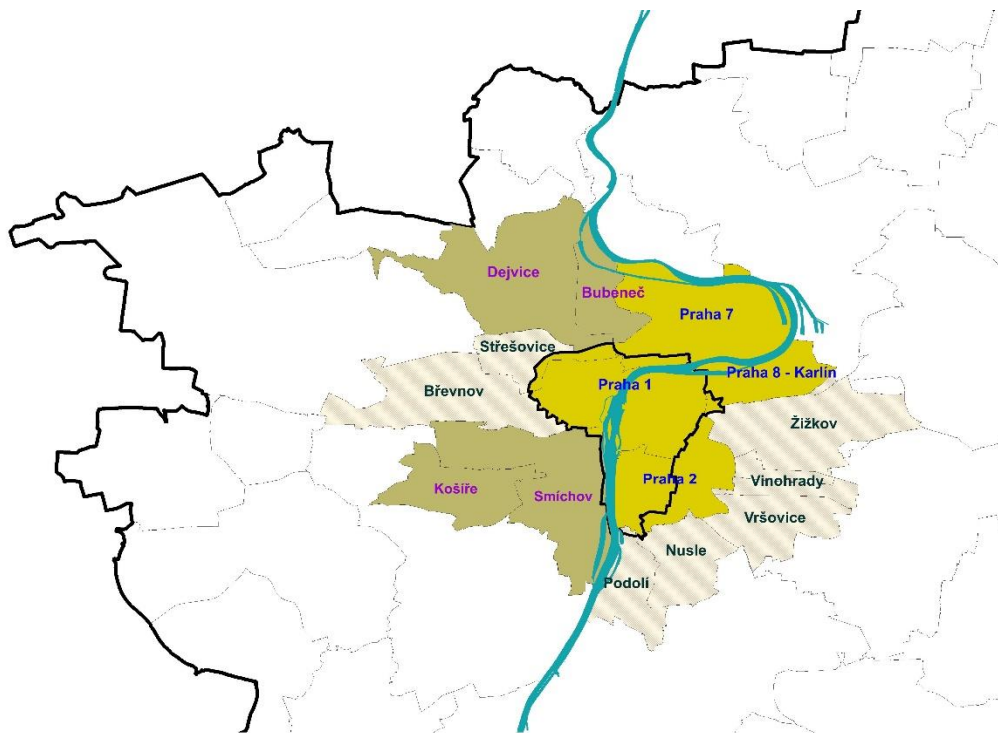 Dejvice
Bubeneč
Praha 7
Střešovice
Břevnov
Praha 1
Praha 8 - Karlín
Žižkov
Košíře
Smíchov
Praha 2
Vinohrady
Vršovice
Nusle
Podolí